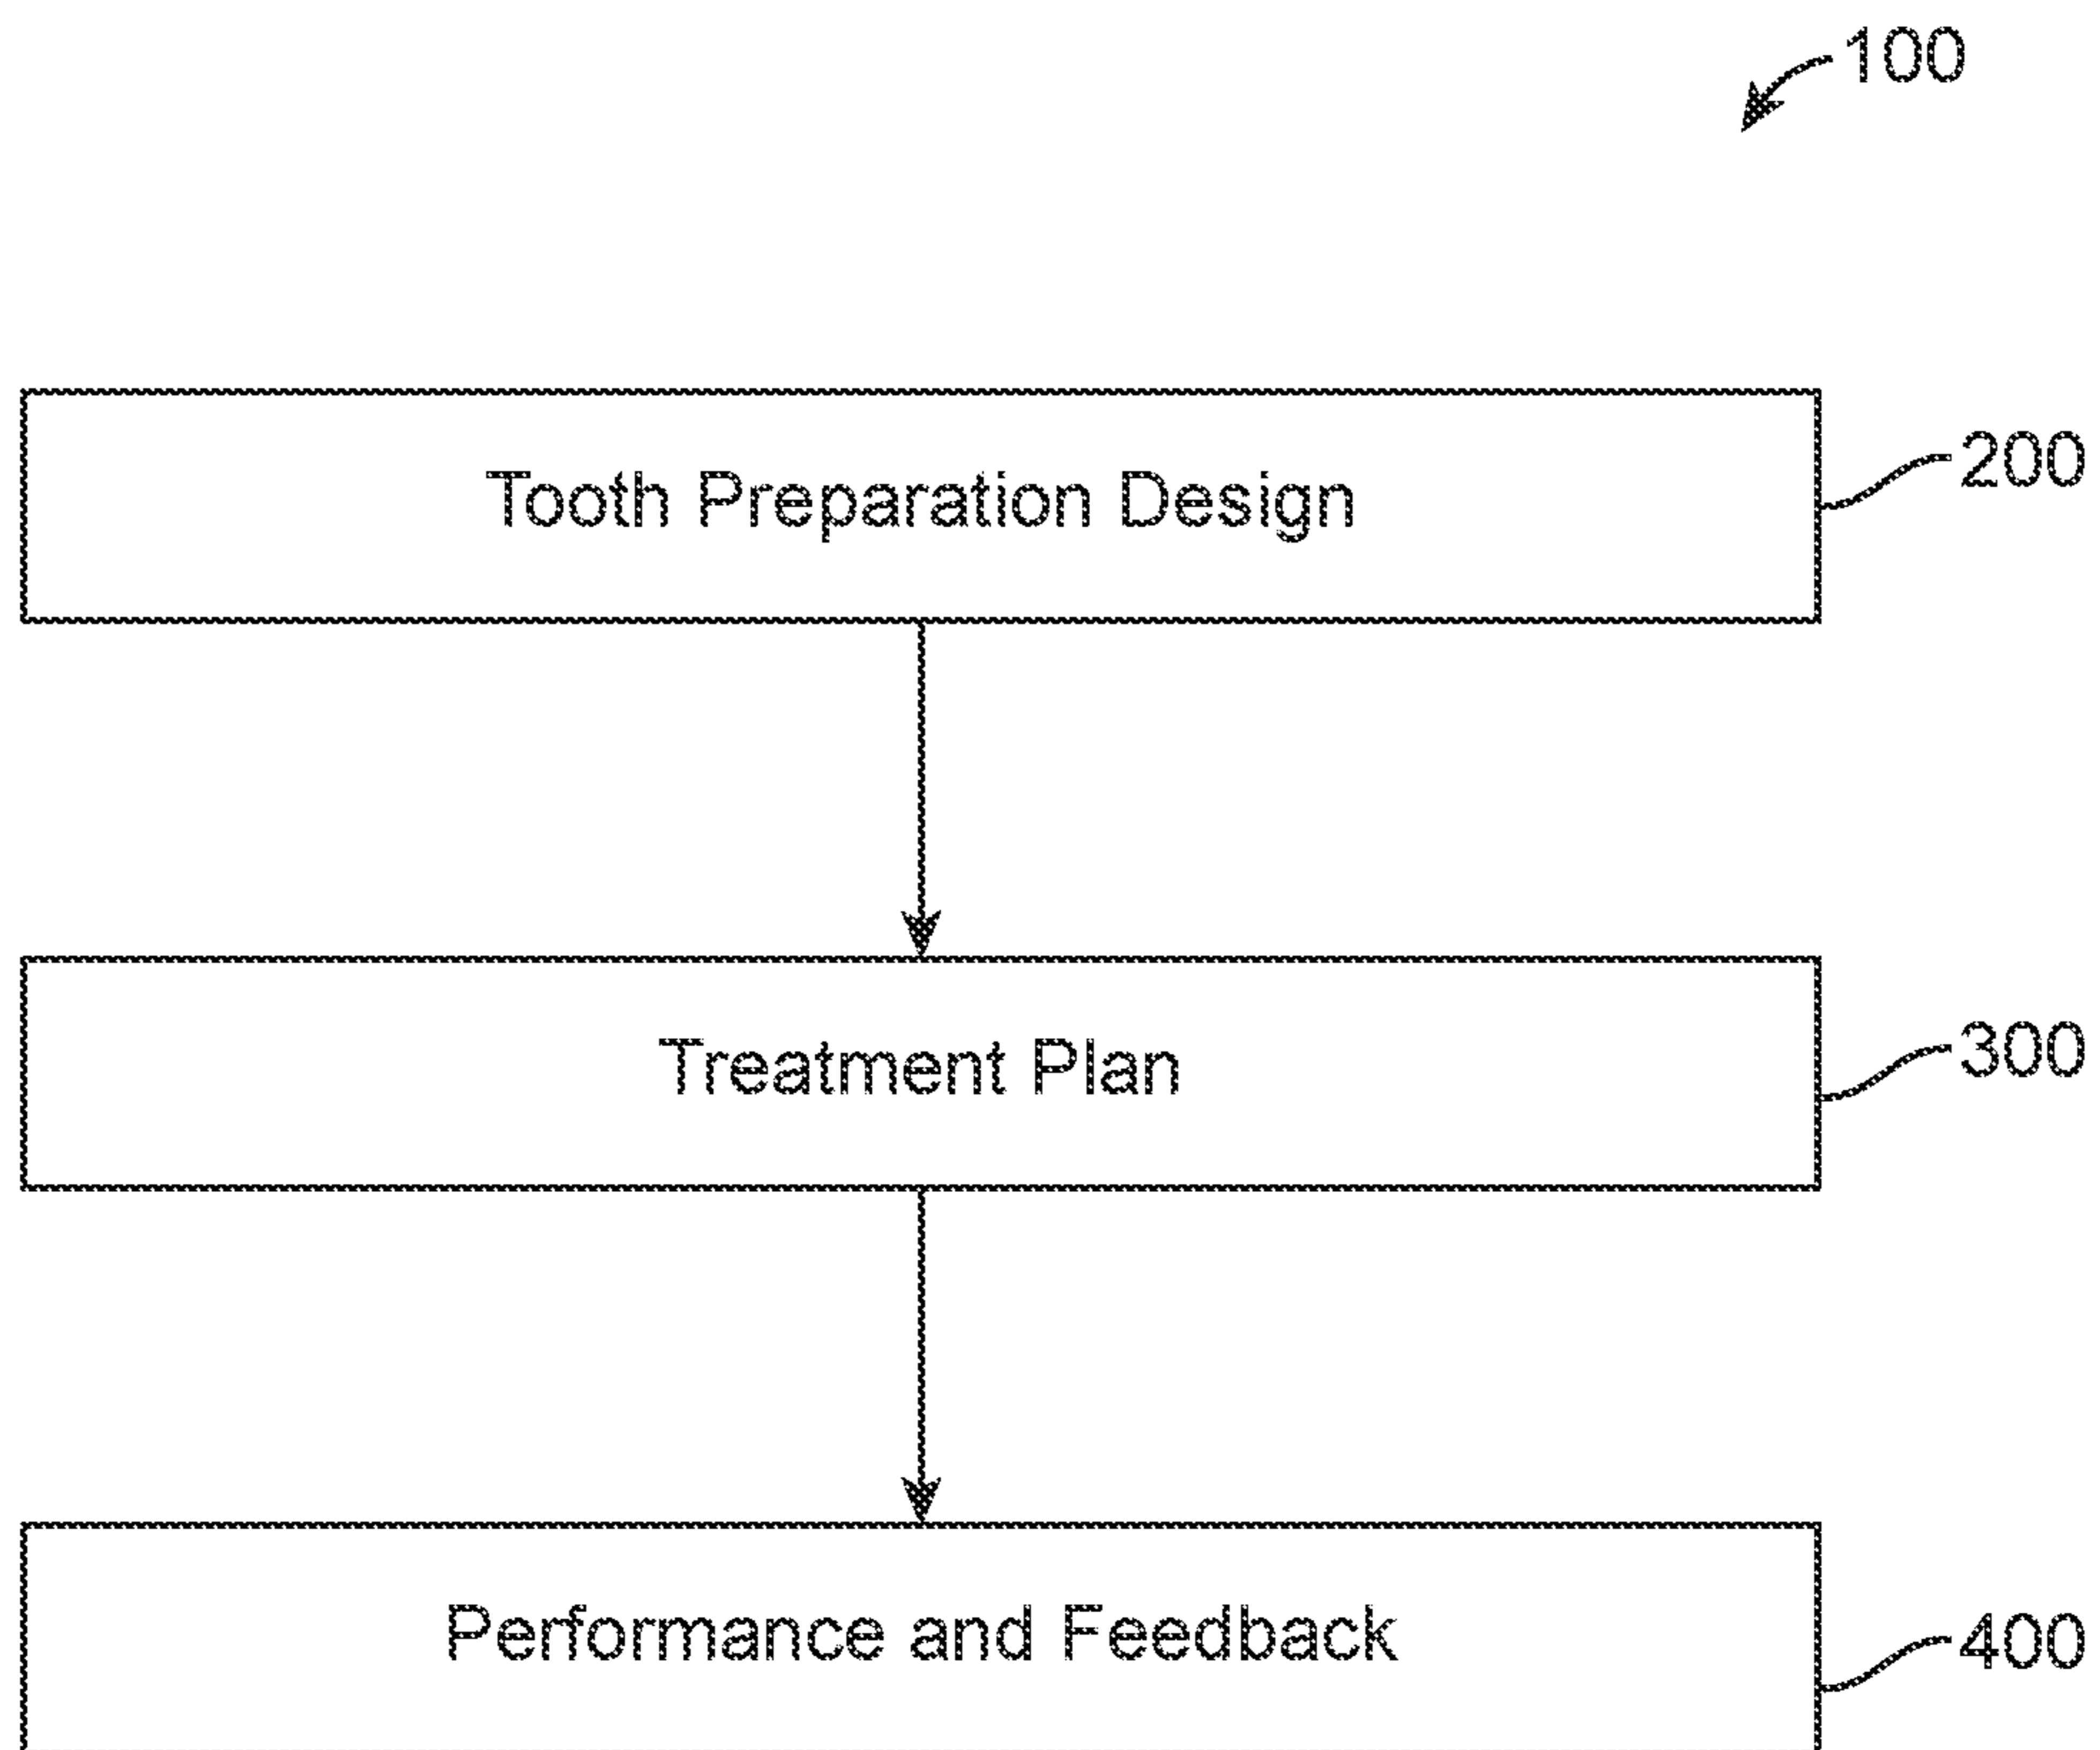 100
Tooth Preparation Design
200
Treatment Plan
300
Performance and Feedback
400